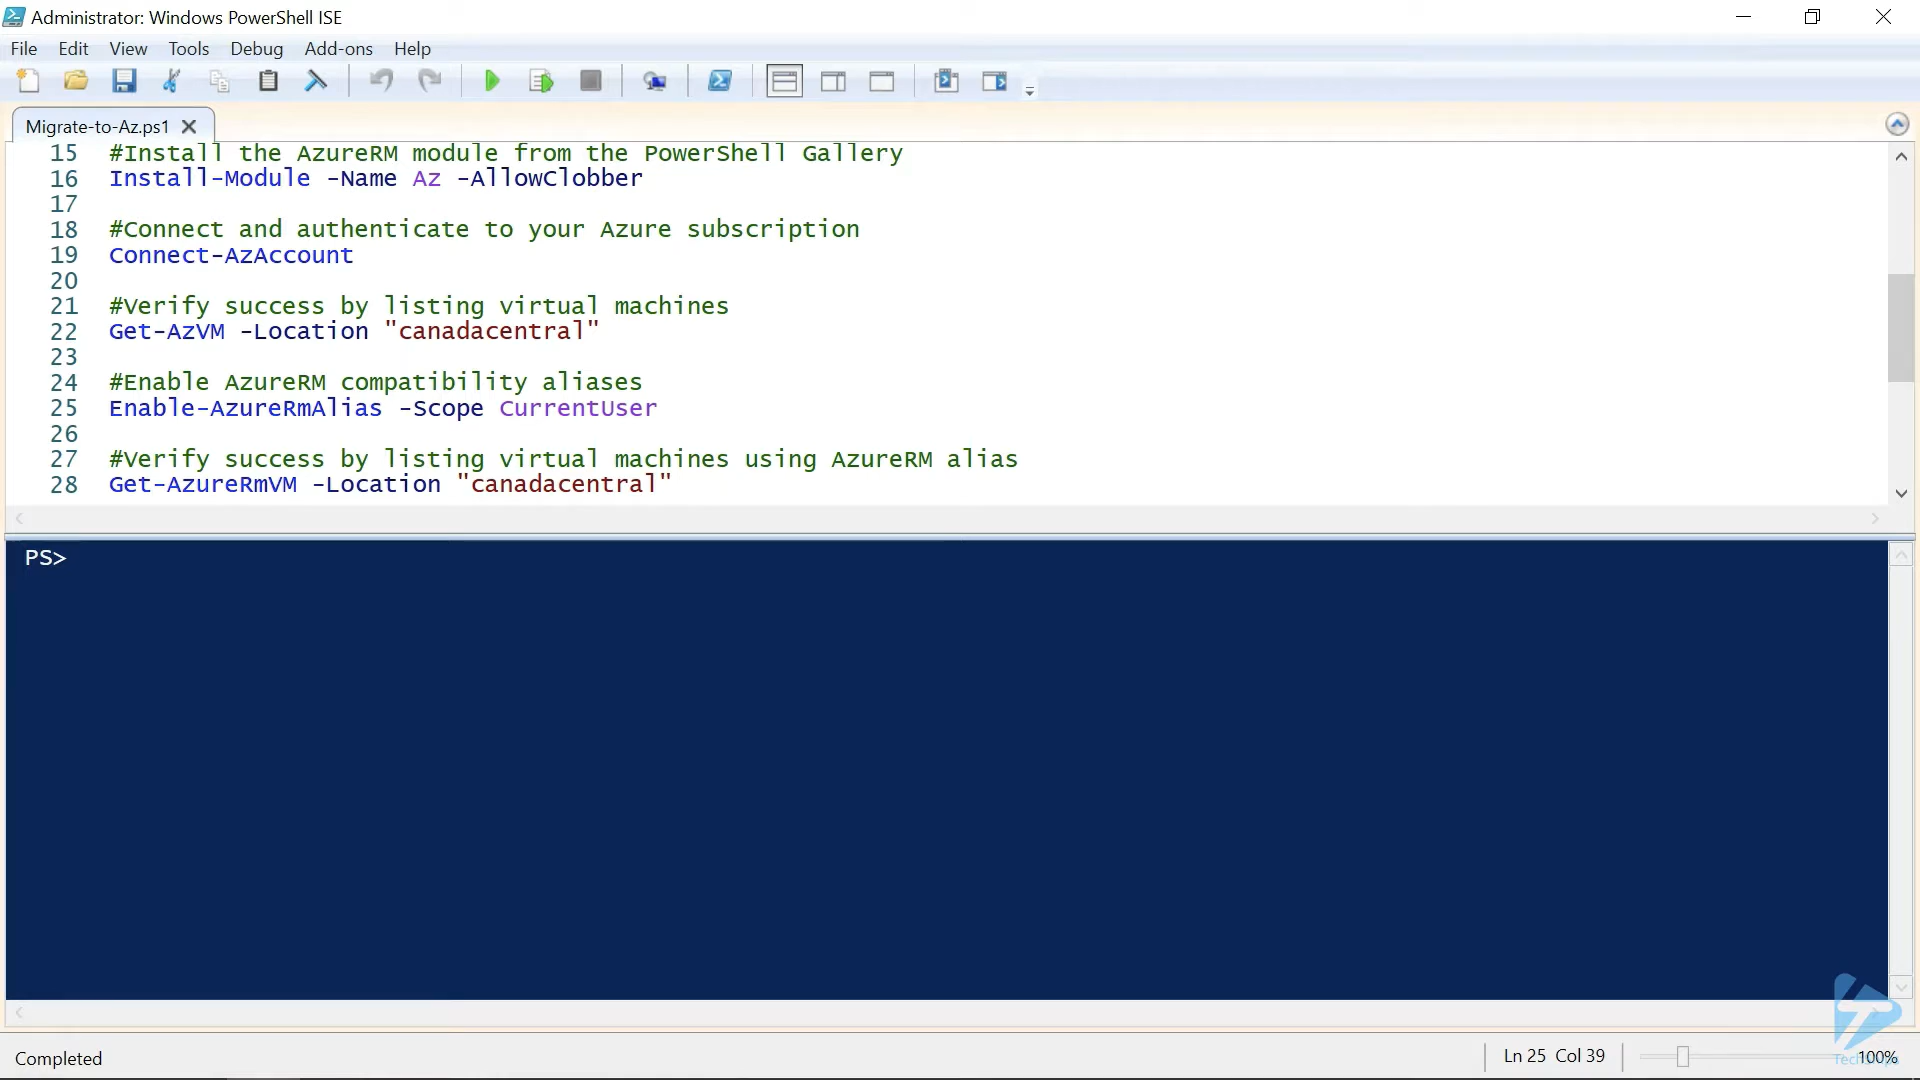 Administrator: Windows PowerShell ISE
File Edit View Tools Debug Add-ons Help
Migrate-to-Az.ps1
15 #Install the AzureRM module from the PowerShell Gallery
16 Install-Module -Name Az -AllowClobber
17
18 #Connect and authenticate to your Azure subscription
19 Connect-AzAccount
20
21 #Verify success by listing virtual machines
22 Get-AzVM -Location "canadacentral"
23
24 #Enable AzureRM compatibility aliases
25 Enable-AzureRmAlias -Scope CurrentUser
26
27 #Verify success by listing virtual machines using AzureRM alias
28 Get-AzureRmVM -Location "canadacentral"
PS>
Completed
Ln 25 Col 39
100%